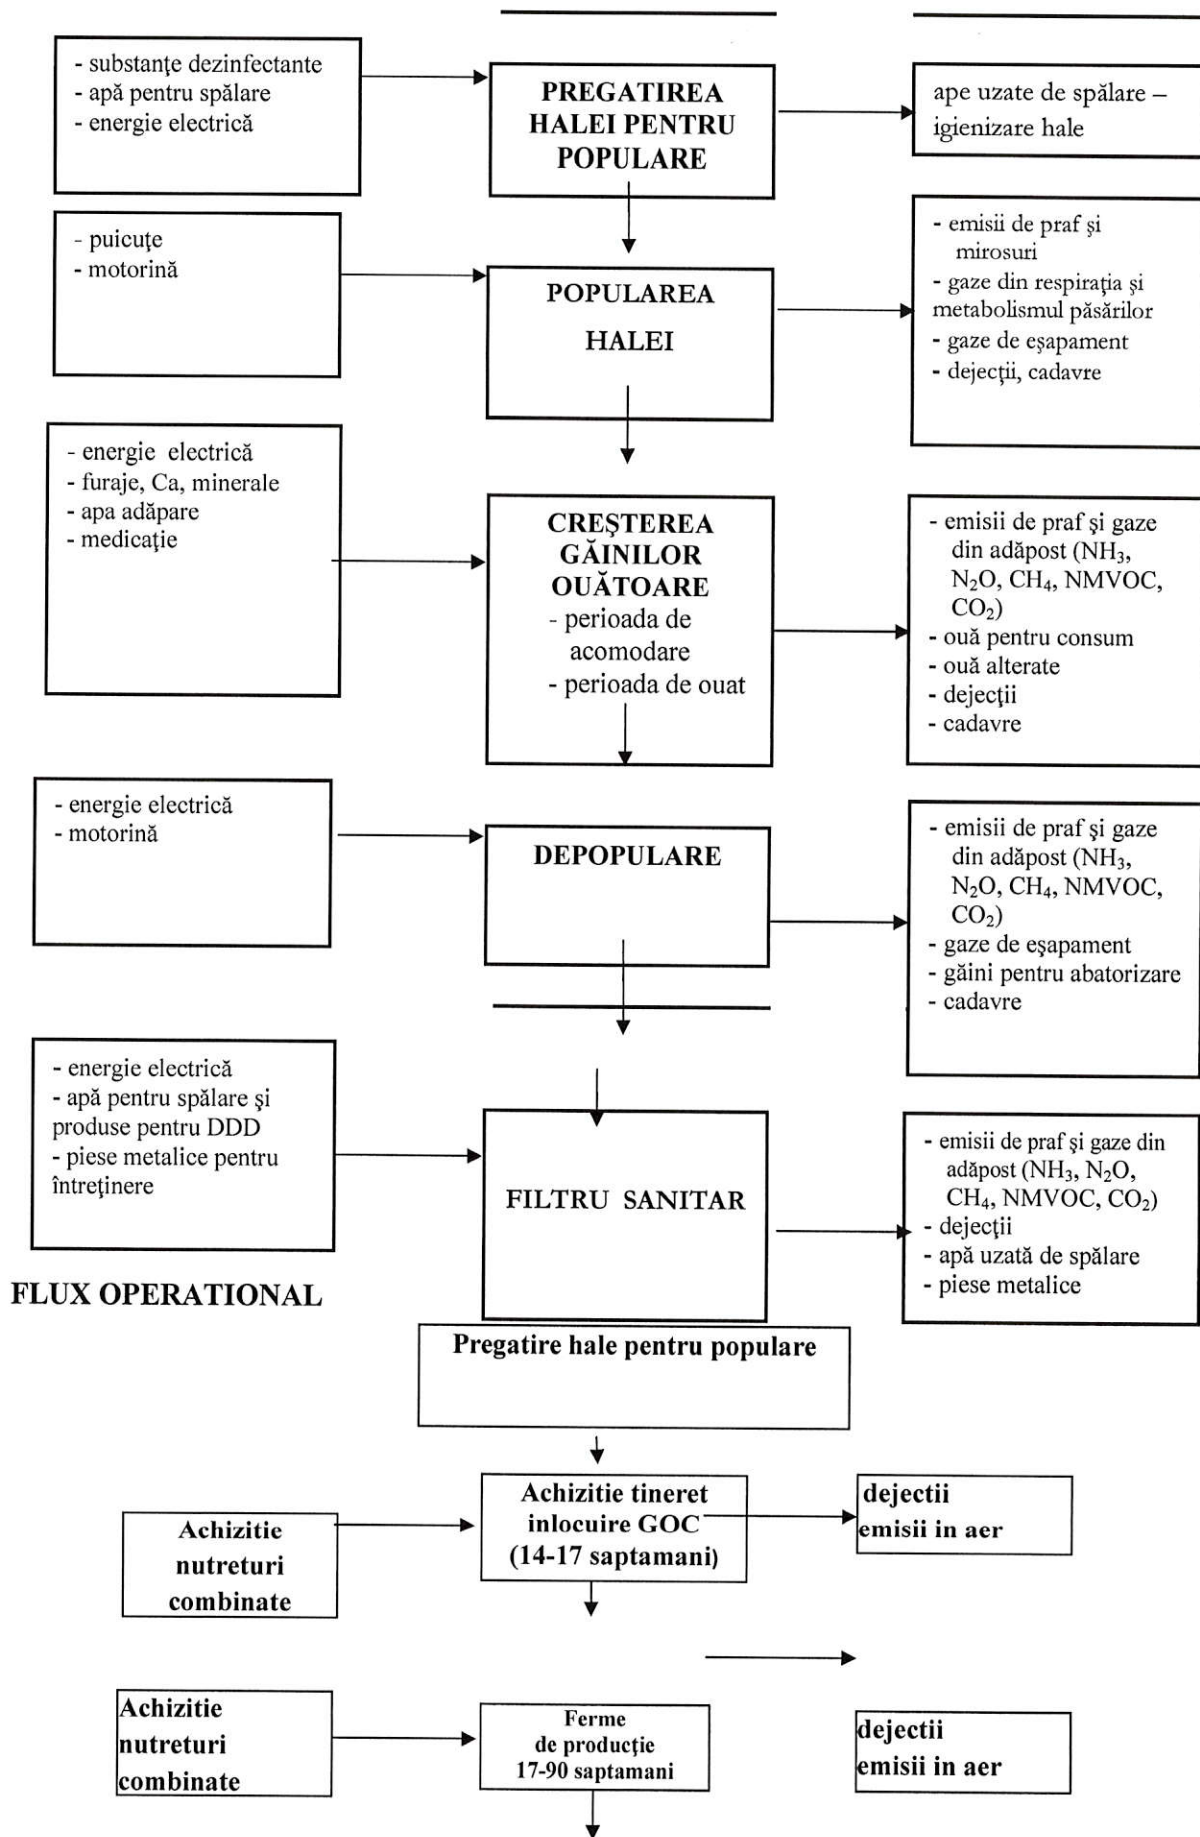 - substanţe dezinfectante
- apă pentru spălare
- energie electrică
PREGATIREA
HALEI PENTRU
POPULARE
ape uzate de spălare –
igienizare hale
- puicuţe
- motorină
POPULAREA
HALEI
- emisii de praf şi
mirosuri
- gaze din respiraţia şi
metabolismul păsărilor
- gaze de eşapament
- dejecţii, cadavre
- energie electrică
- furaje, Ca, minerale
- apa adăpare
- medicaţie
CREŞTEREA
GĂINILOR
OUĂTOARE
- perioada de
acomodare
- perioada de ouat
- emisii de praf şi gaze
din adăpost (NH₃,
N₂O, CH₄, NMVOC,
CO₂)
- ouă pentru consum
- ouă alterate
- dejecţii
- cadavre
- energie electrică
- motorină
DEPOPULARE
- emisii de praf şi gaze
din adăpost (NH₃,
N₂O, CH₄, NMVOC,
CO₂)
- gaze de eşapament
- găini pentru abatorizare
- cadavre
- energie electrică
- apă pentru spălare şi
produse pentru DDD
- piese metalice pentru
întreţinere
FILTRU SANITAR
- emisii de praf şi gaze din
adăpost (NH₃, N₂O,
CH₄, NMVOC, CO₂)
- dejecţii
- apă uzată de spălare
- piese metalice
FLUX OPERATIONAL
Pregatire hale pentru populare
Achizitie
nutreturi
combinate
Achizitie tineret
inlocuire GOC
(14-17 saptamani)
dejectii
emisii in aer
Achizitie
nutreturi
combinate
Ferme
de producţie
17-90 saptamani
dejectii
emisii in aer